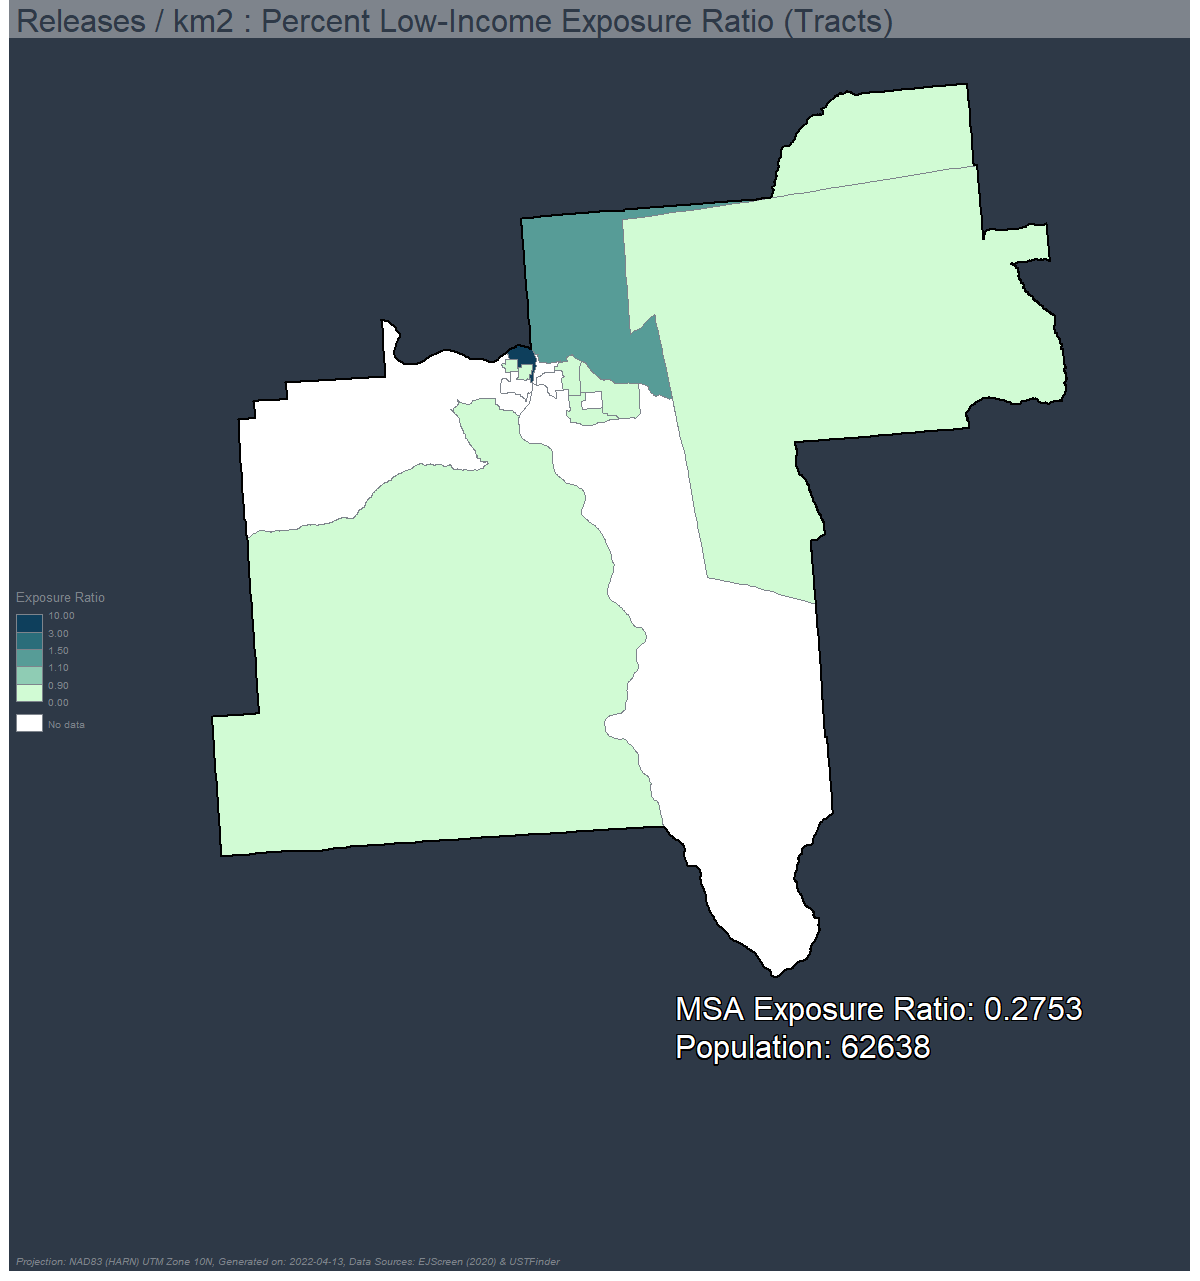 Releases / km2 : Percent Low-Income Exposure Ratio (Tracts)
Exposure Ratio
10.00
3.00
1.50
1.10
0.90
0.00
No data
MSA Exposure Ratio: 0.2753
Population: 62638
Projection: NAD83 (HARN) UTM Zone 10N, Generated on: 2022-04-13, Data Sources: EJScreen (2020) & USTFinder